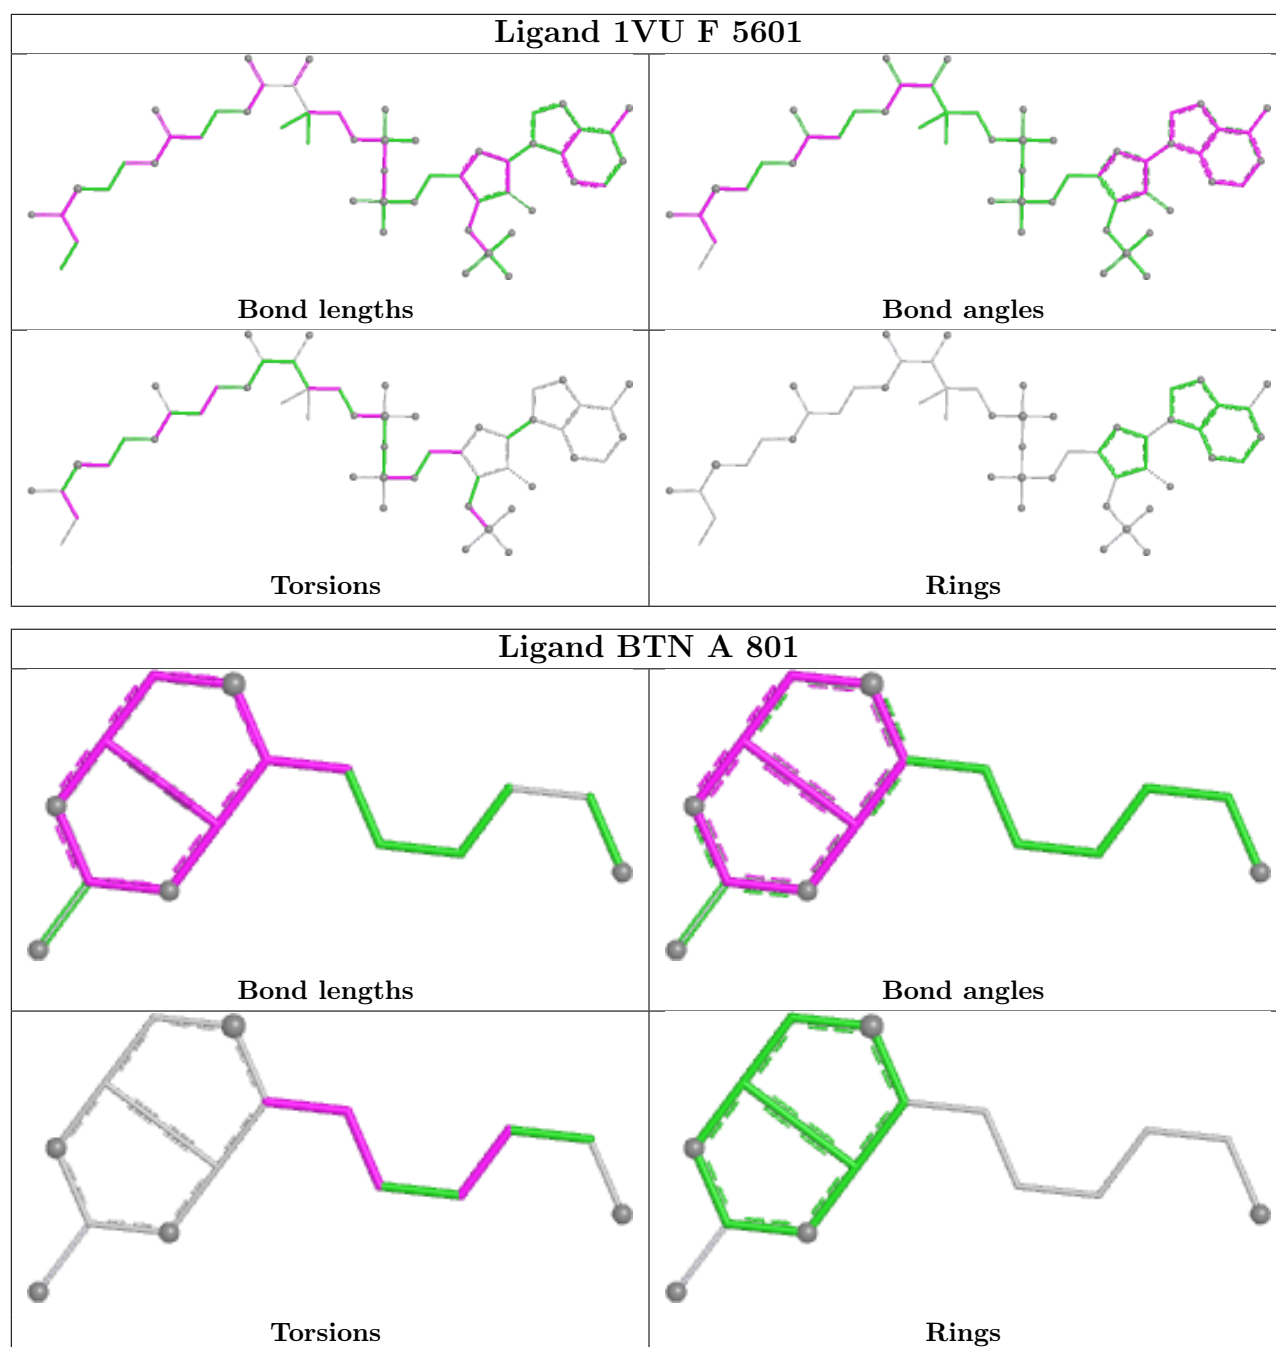 Ligand 1VU F 5601
Bond lengths
Bond angles
Torsions
Rings
Ligand BTN A 801
Bond lengths
Bond angles
Torsions
Rings